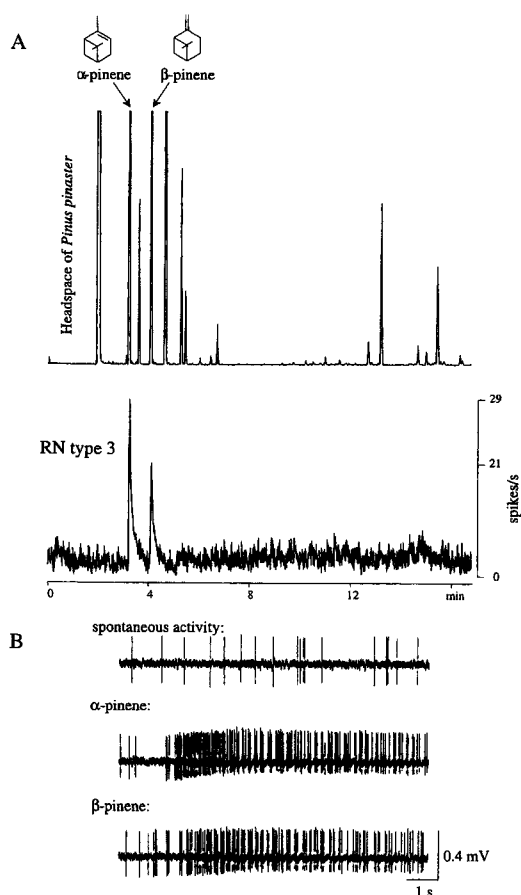 A
α-pinene
β-pinene
Headspace of Pinus pinaster
RN type 3
29
21
0
spikes/s
0
4
8
12
min
B
spontaneous activity:
α-pinene:
β-pinene:
0.4 mV
1 s